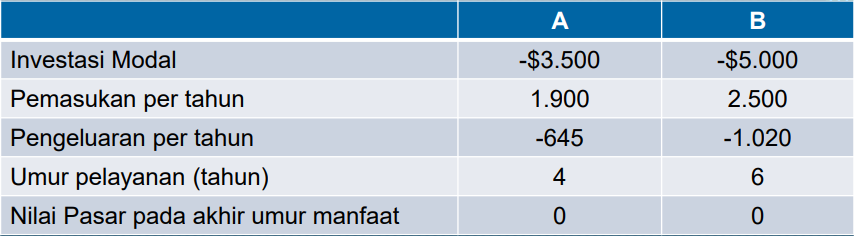 A B
Investasi Modal -$3.500 -$5.000
Pemasukan per tahun 1.900 2.500
Pengeluaran per tahun -645 -1.020
Umur pelayanan (tahun) 4 6
Nilai Pasar pada akhir umur manfaat 0 0